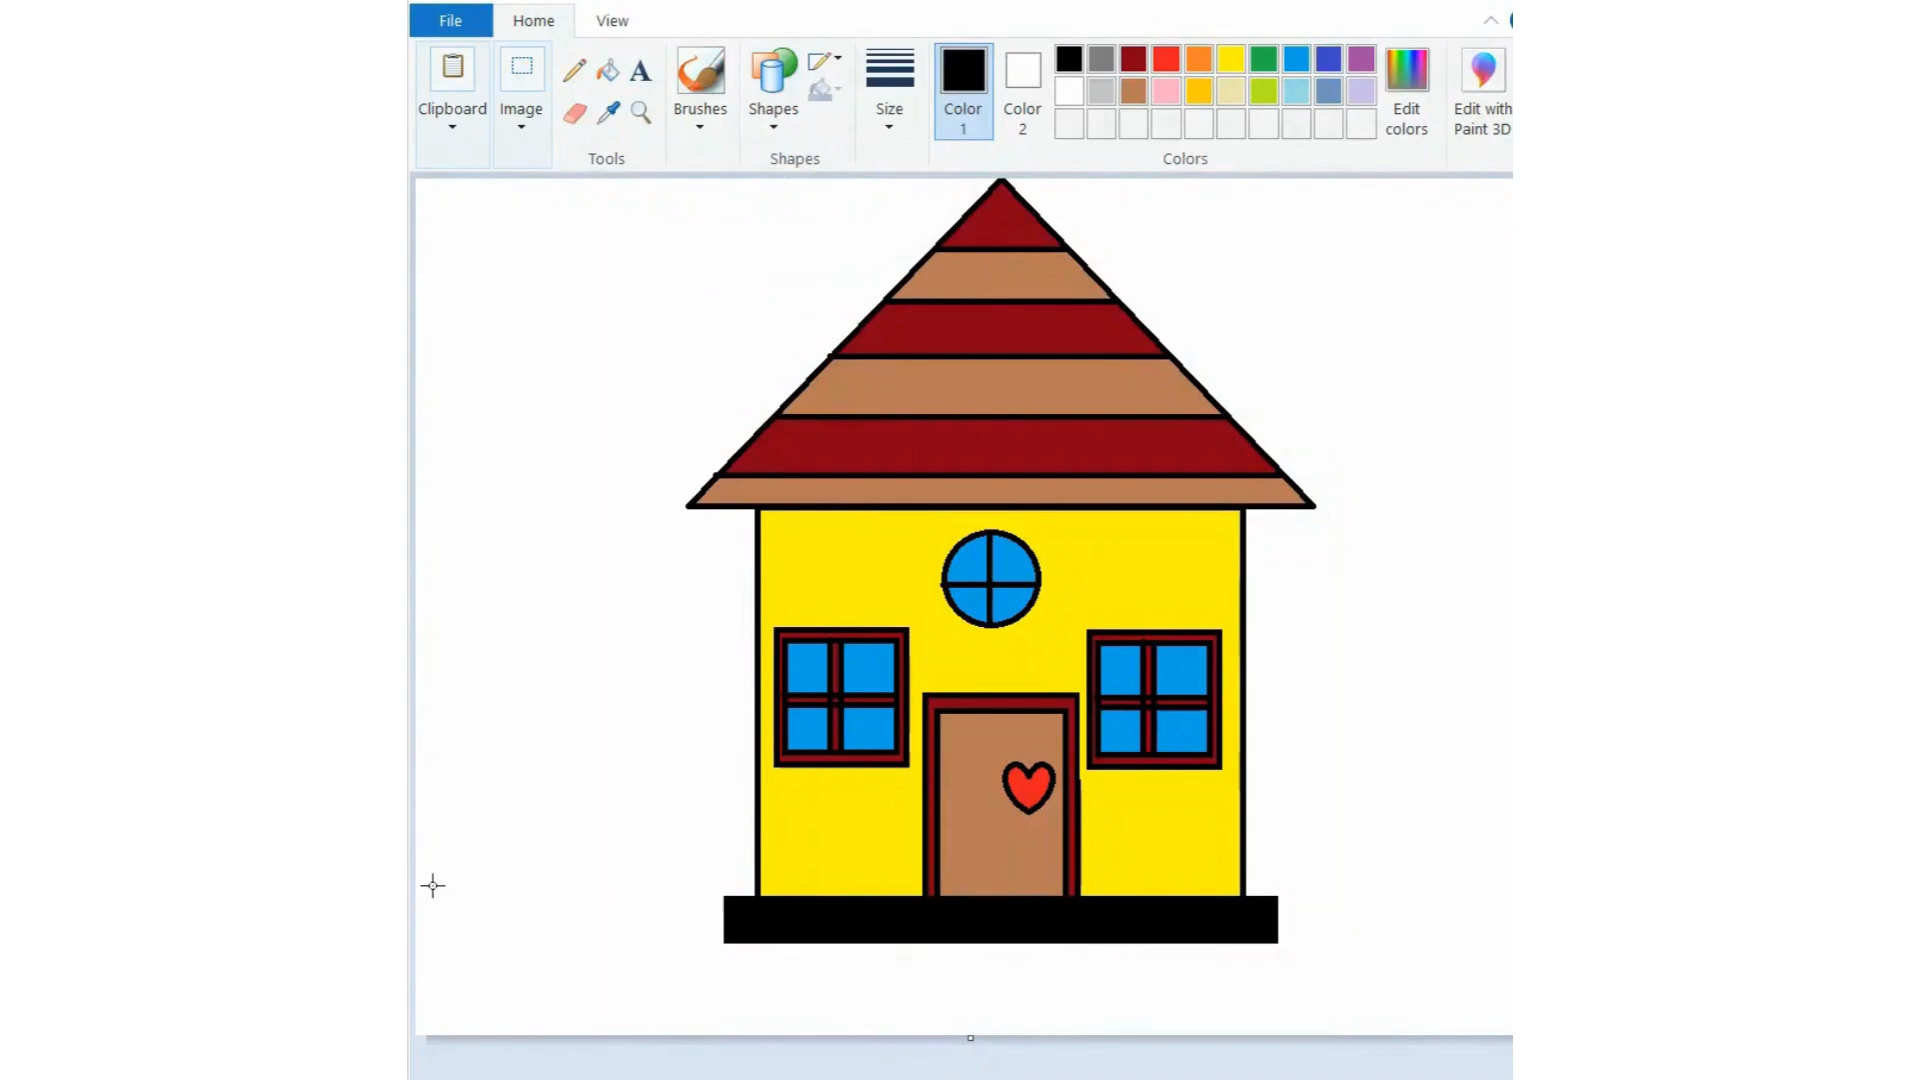 File Home View
Clipboard Image Brushes Shapes Size Color 1 Color 2 Edit colors Edit with Paint 3D
Tools Shapes Colors